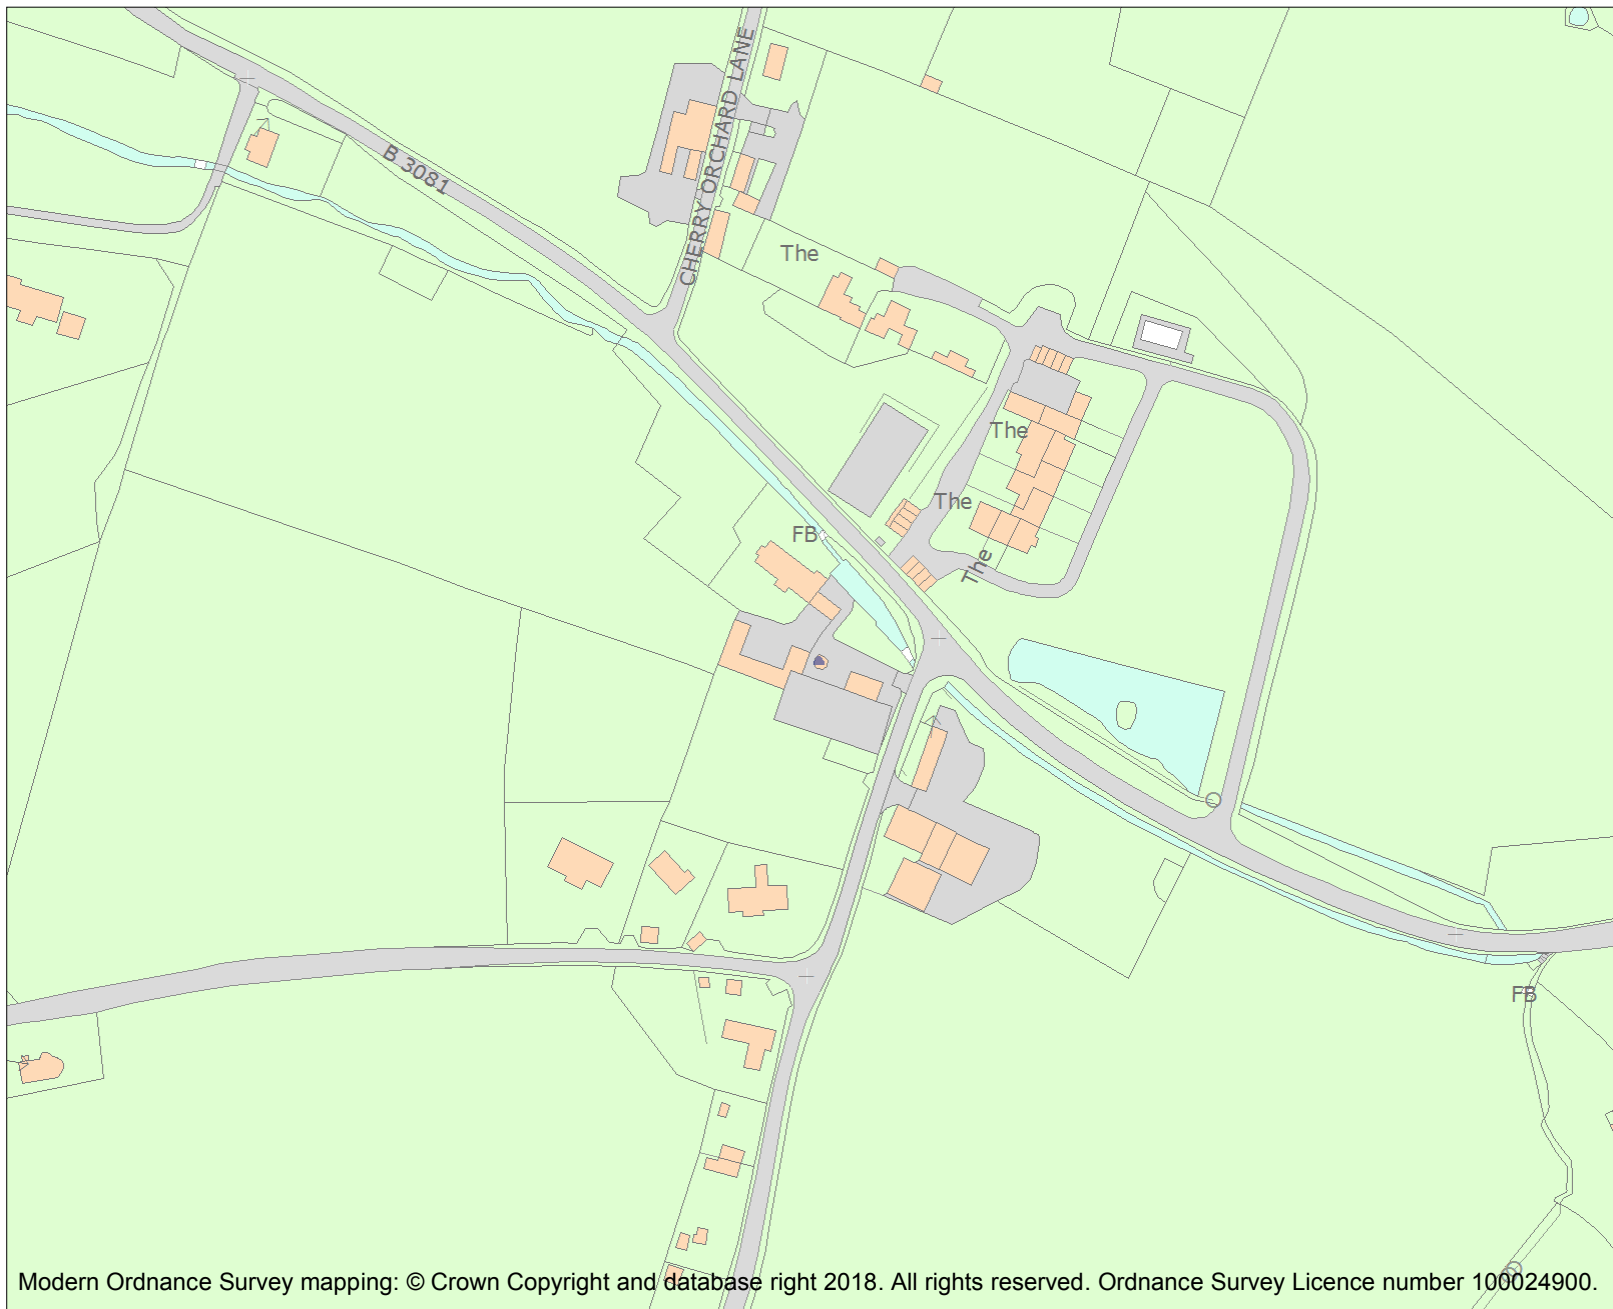 CHERRY ORCHARD LANE
B 3081
The
The
The
FB
The
FB
Modern Ordnance Survey mapping: © Crown Copyright and database right 2018. All rights reserved. Ordnance Survey Licence number 100024900.